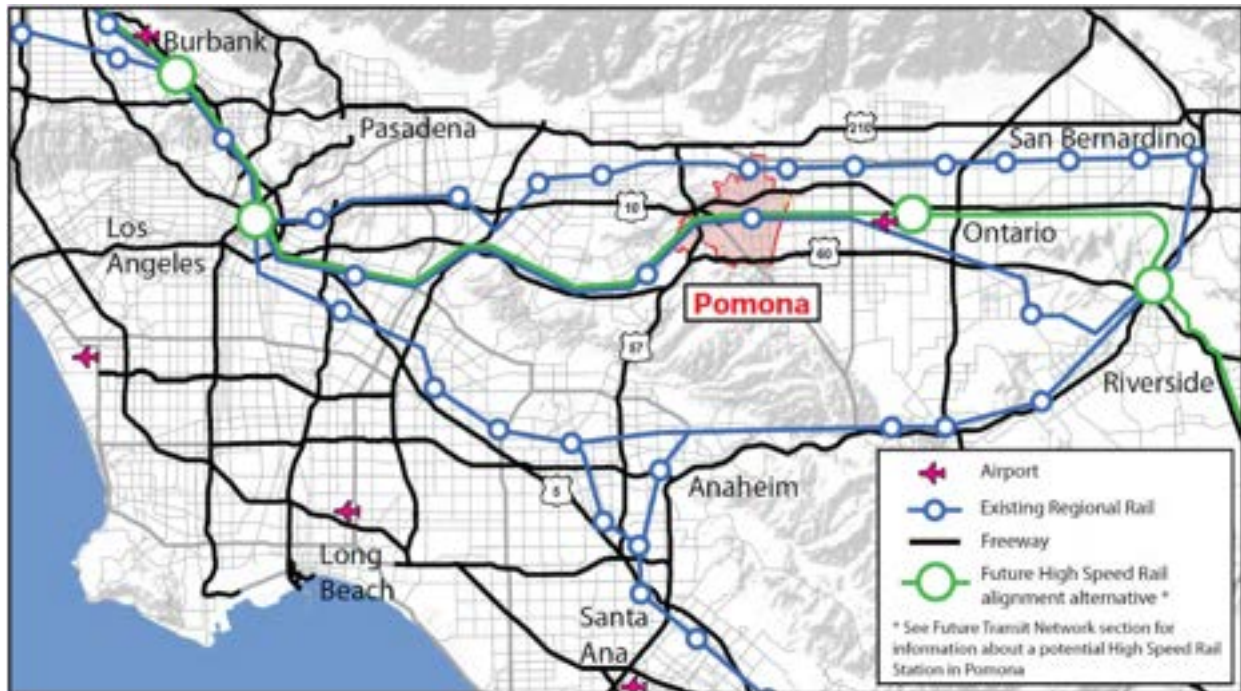 Burbank
Pasadena
210
San Bernardino
10
Los
Angeles
Ontario
60
Pomona
57
Riverside
5
Anaheim
Long
Beach
Santa
Ana
Airport
Existing Regional Rail
Freeway
Future High Speed Rail
alignment alternative *
* See Future Transit Network section for
information about a potential High Speed Rail
Station in Pomona